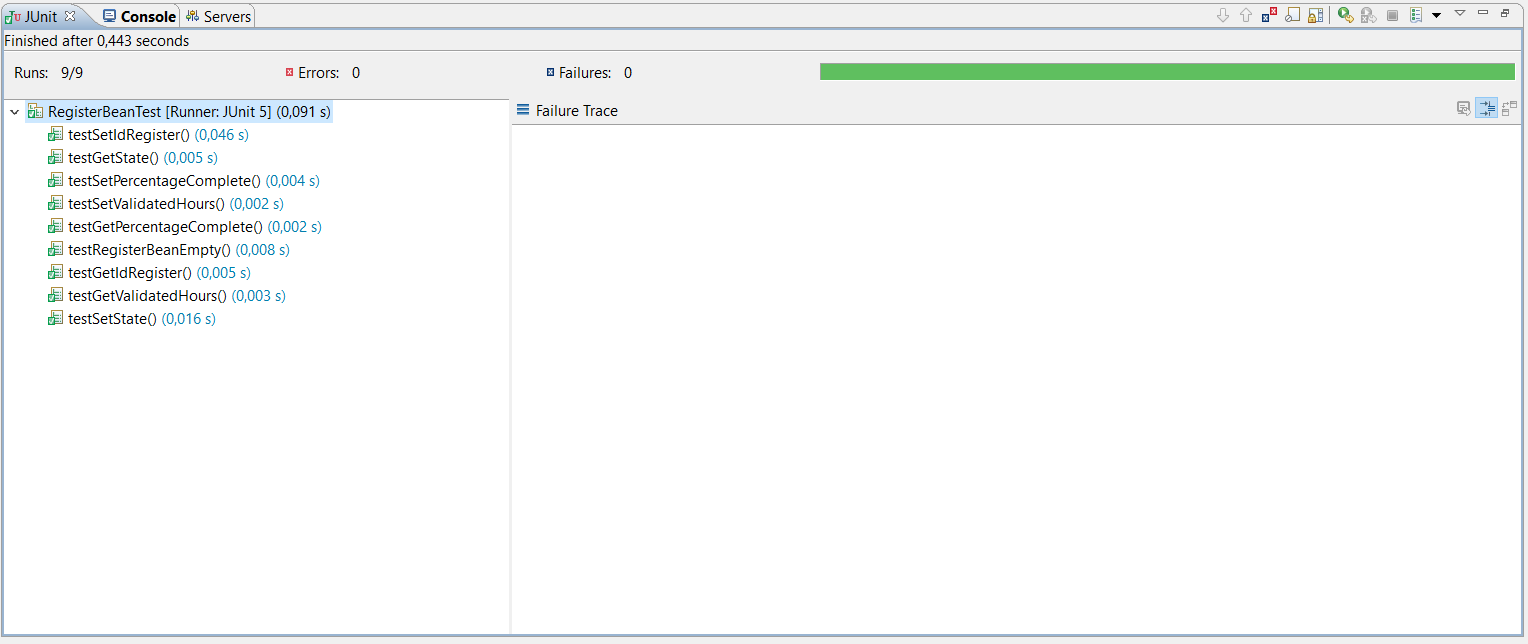 JUnit Console Servers
Finished after 0,443 seconds
Runs: 9/9 Errors: 0 Failures: 0
RegisterBeanTest [Runner: JUnit 5] (0,091 s)
Failure Trace
testSetIdRegister() (0,046 s)
testGetState() (0,005 s)
testSetPercentageComplete() (0,004 s)
testSetValidatedHours() (0,002 s)
testGetPercentageComplete() (0,002 s)
testRegisterBeanEmpty() (0,008 s)
testGetIdRegister() (0,005 s)
testGetValidatedHours() (0,003 s)
testSetState() (0,016 s)